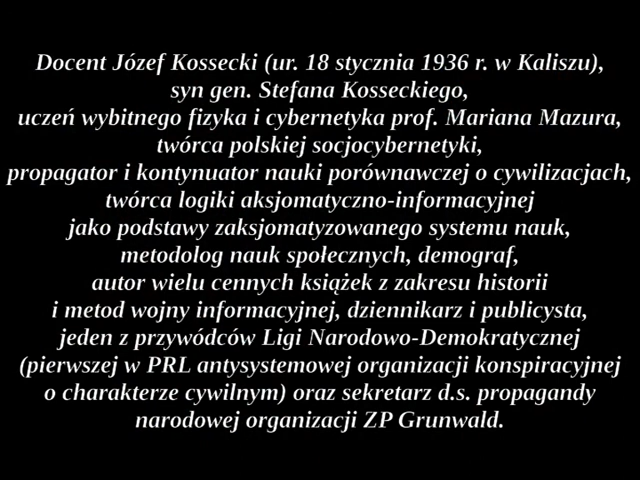 Docent Józef Kossecki (ur. 18 stycznia 1936 r. w Kaliszu),
syn gen. Stefana Kosseckiego,
uczeń wybitnego fizyka i cybernetyka prof. Mariana Mazura,
twórca polskiej socjocybernetyki,
propagator i kontynuator nauki porównawczej o cywilizacjach,
twórca logiki aksjomatyczno-informacyjnej
jako podstawy zaksjomatyzowanego systemu nauk,
metodolog nauk społecznych, demograf,
autor wielu cennych książek z zakresu historii
i metod wojny informacyjnej, dziennikarz i publicysta,
jeden z przywódców Ligi Narodowo-Demokratycznej
(pierwszej w PRL antysystemowej organizacji konspiracyjnej
o charakterze cywilnym) oraz sekretarz d.s. propagandy
narodowej organizacji ZP Grunwald.